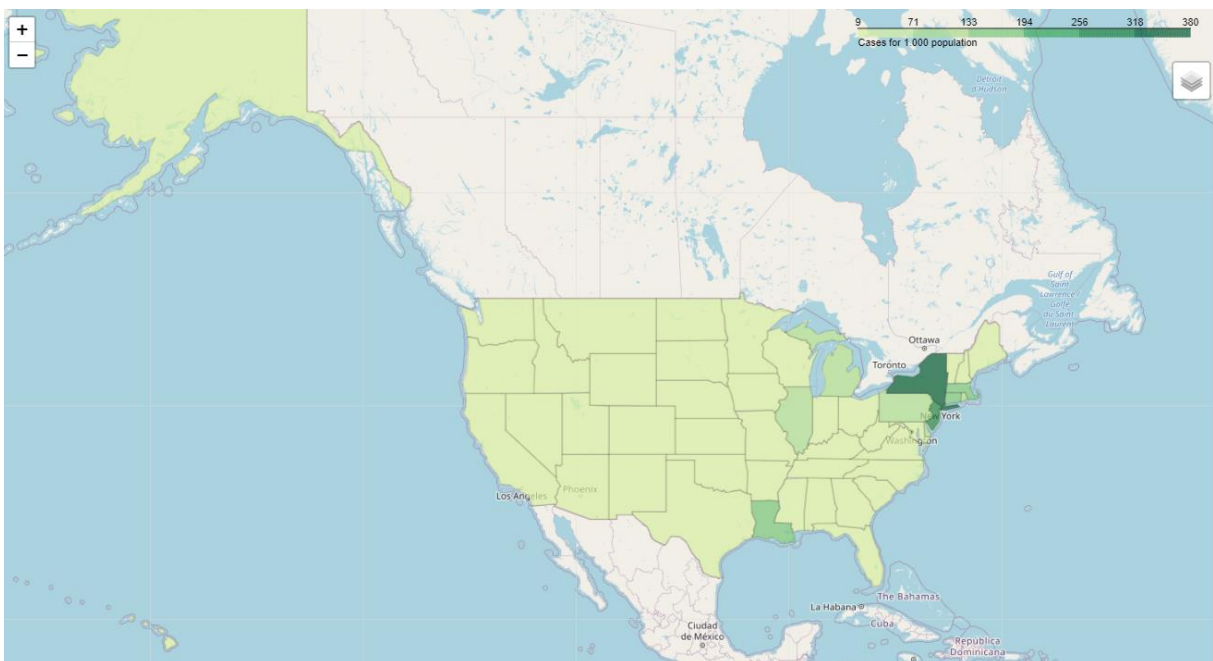 +
−
9 71 133 194 256 318 380
Cases for 1.000 population
Détroit
d'Hudson
Gulf of
Saint
Lawrence /
Golfe
du Saint
Laurent
Ottawa
Toronto
New York
Washington
Los Angeles
Phoenix
The Bahamas
La Habana
Cuba
Ciudad
de México
República
Dominicana